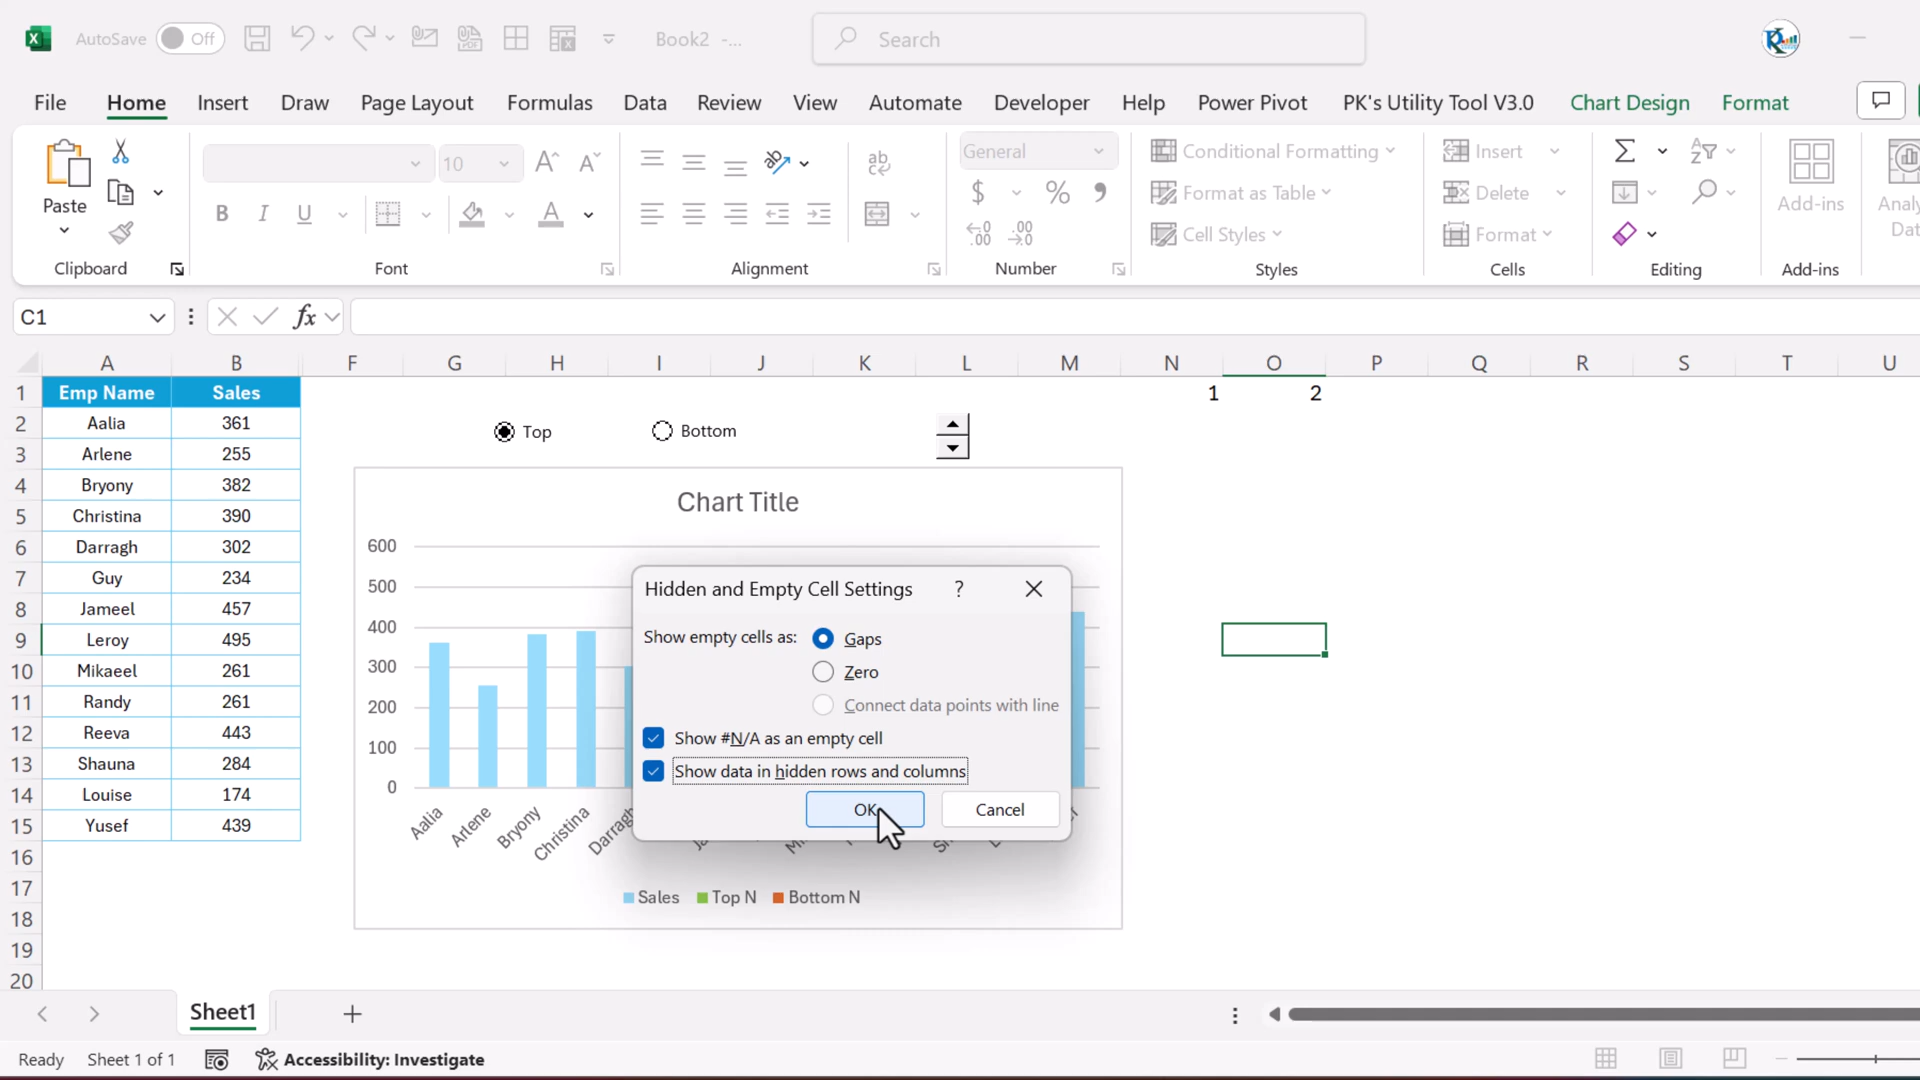 AutoSave Off Book2 -... Search
File Home Insert Draw Page Layout Formulas Data Review View Automate Developer Help Power Pivot PK's Utility Tool V3.0 Chart Design Format
Paste 10 General Conditional Formatting Insert
Format as Table Delete Add-ins
Cell Styles Format
Clipboard Font Alignment Number Styles Cells Editing Add-ins
C1 fx
A B F G H I J K L M N O P Q R S T U
1 Emp Name Sales 1 2
2 Aalia 361 Top Bottom
3 Arlene 255
4 Bryony 382
5 Christina 390
6 Darragh 302
7 Guy 234
8 Jameel 457
9 Leroy 495
10 Mikaeel 261
11 Randy 261
12 Reeva 443
13 Shauna 284
14 Louise 174
15 Yusef 439
16
17
18
19
20
Chart Title
600
500
400
300
200
100
0
Aalia Arlene Bryony Christina
Sales Top N Bottom N
Hidden and Empty Cell Settings ?
Show empty cells as: Gaps
Zero
Connect data points with line
Show #N/A as an empty cell
Show data in hidden rows and columns
OK Cancel
Sheet1
Ready Sheet 1 of 1 Accessibility: Investigate